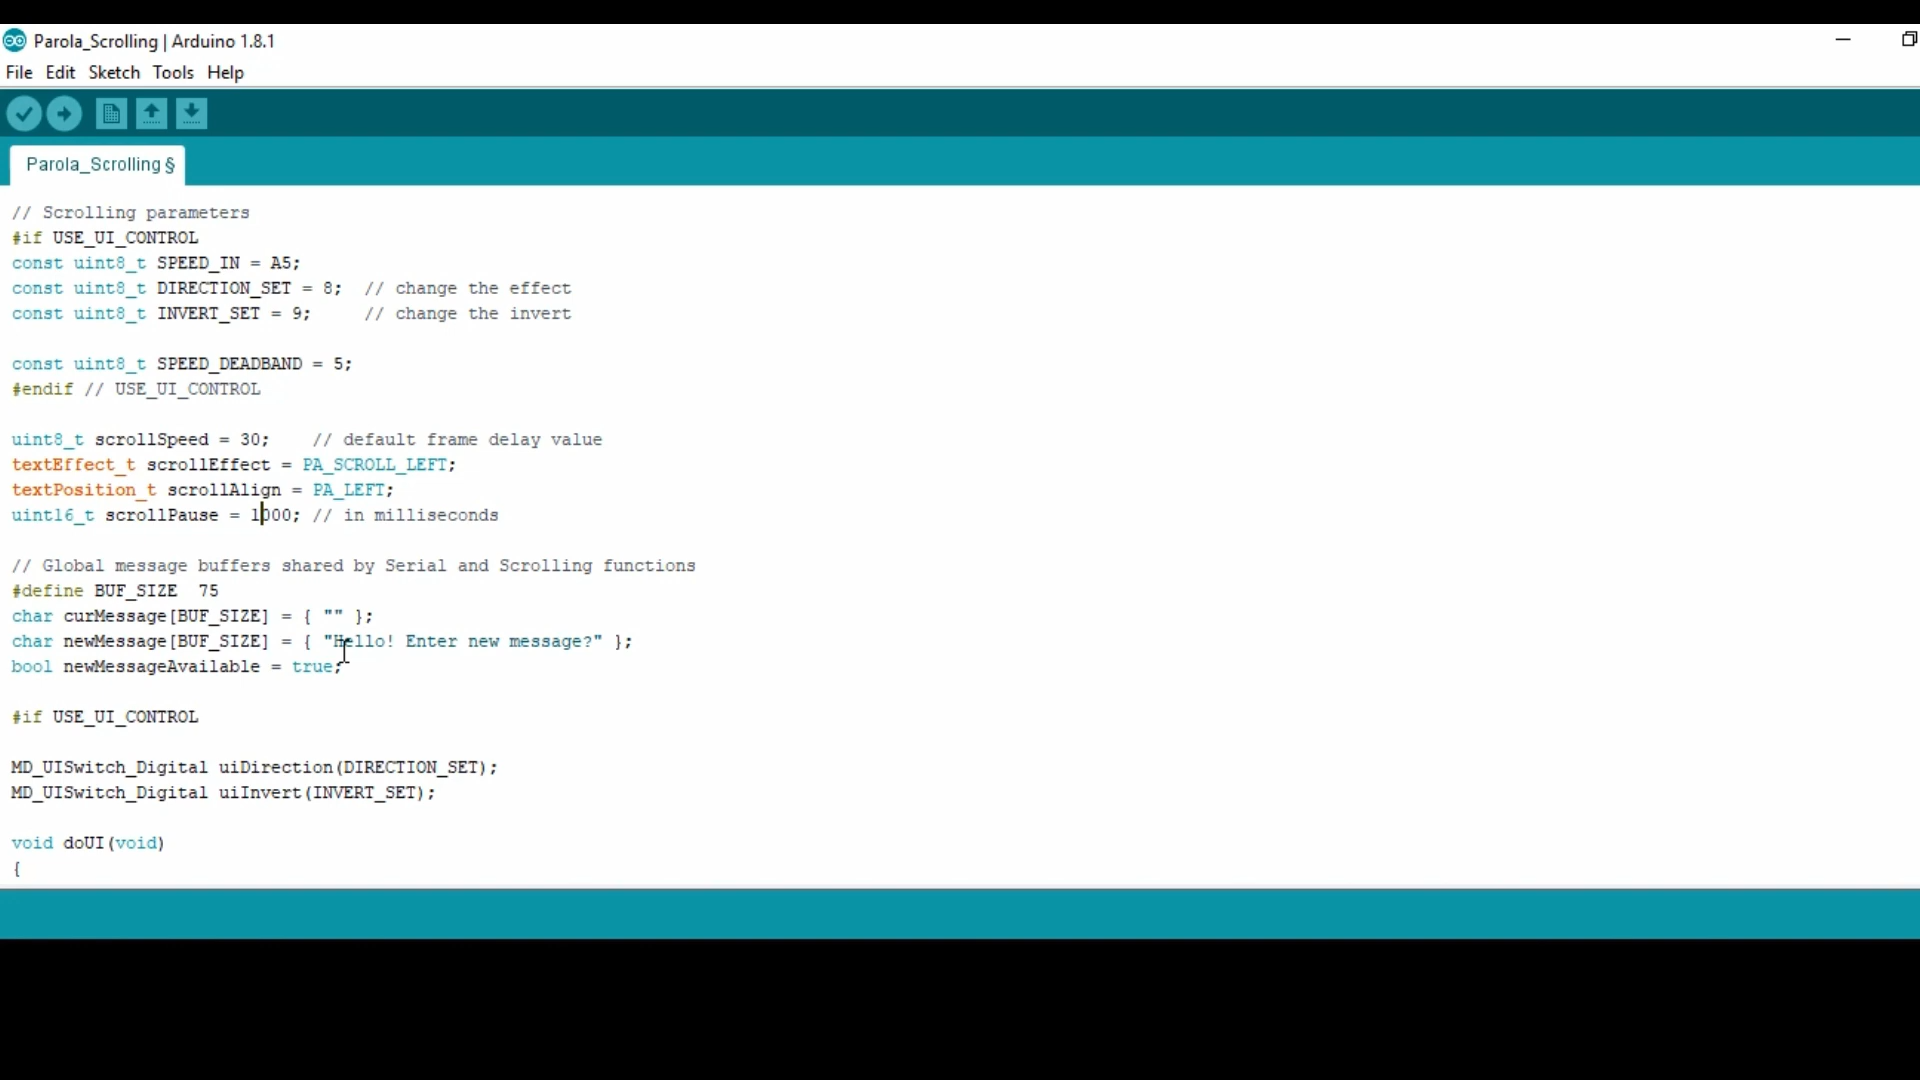 Parola_Scrolling | Arduino 1.8.1
File Edit Sketch Tools Help
Parola_Scrolling §
// Scrolling parameters
#if USE_UI_CONTROL
const uint8_t SPEED_IN = A5;
const uint8_t DIRECTION_SET = 8;  // change the effect
const uint8_t INVERT_SET = 9;     // change the invert
const uint8_t SPEED_DEADBAND = 5;
#endif // USE_UI_CONTROL
uint8_t scrollSpeed = 30;    // default frame delay value
textEffect_t scrollEffect = PA_SCROLL_LEFT;
textPosition_t scrollAlign = PA_LEFT;
uint16_t scrollPause = 1000; // in milliseconds
// Global message buffers shared by Serial and Scrolling functions
#define BUF_SIZE  75
char curMessage[BUF_SIZE] = { "" };
char newMessage[BUF_SIZE] = { "Hello! Enter new message?" };
bool newMessageAvailable = true;
#if USE_UI_CONTROL
MD_UISwitch_Digital uiDirection(DIRECTION_SET);
MD_UISwitch_Digital uiInvert(INVERT_SET);
void doUI(void)
{